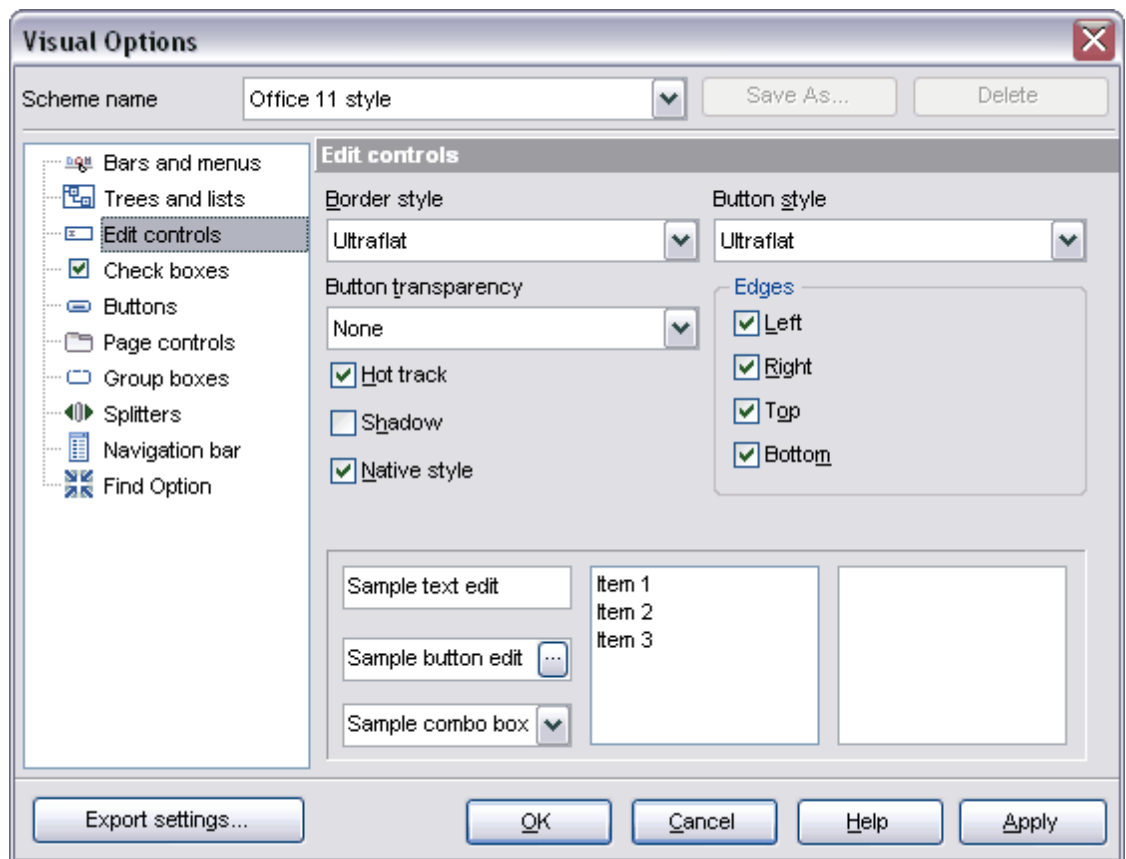 Visual Options
Scheme name
Office 11 style
Save As...
Delete
Bars and menus
Trees and lists
Edit controls
Check boxes
Buttons
Page controls
Group boxes
Splitters
Navigation bar
Find Option
Edit controls
Border style
Button style
Ultraflat
Ultraflat
Button transparency
None
Hot track
Shadow
Native style
Edges
Left
Right
Top
Bottom
Sample text edit
Sample button edit ...
Sample combo box
Item 1
Item 2
Item 3
Export settings...
OK
Cancel
Help
Apply